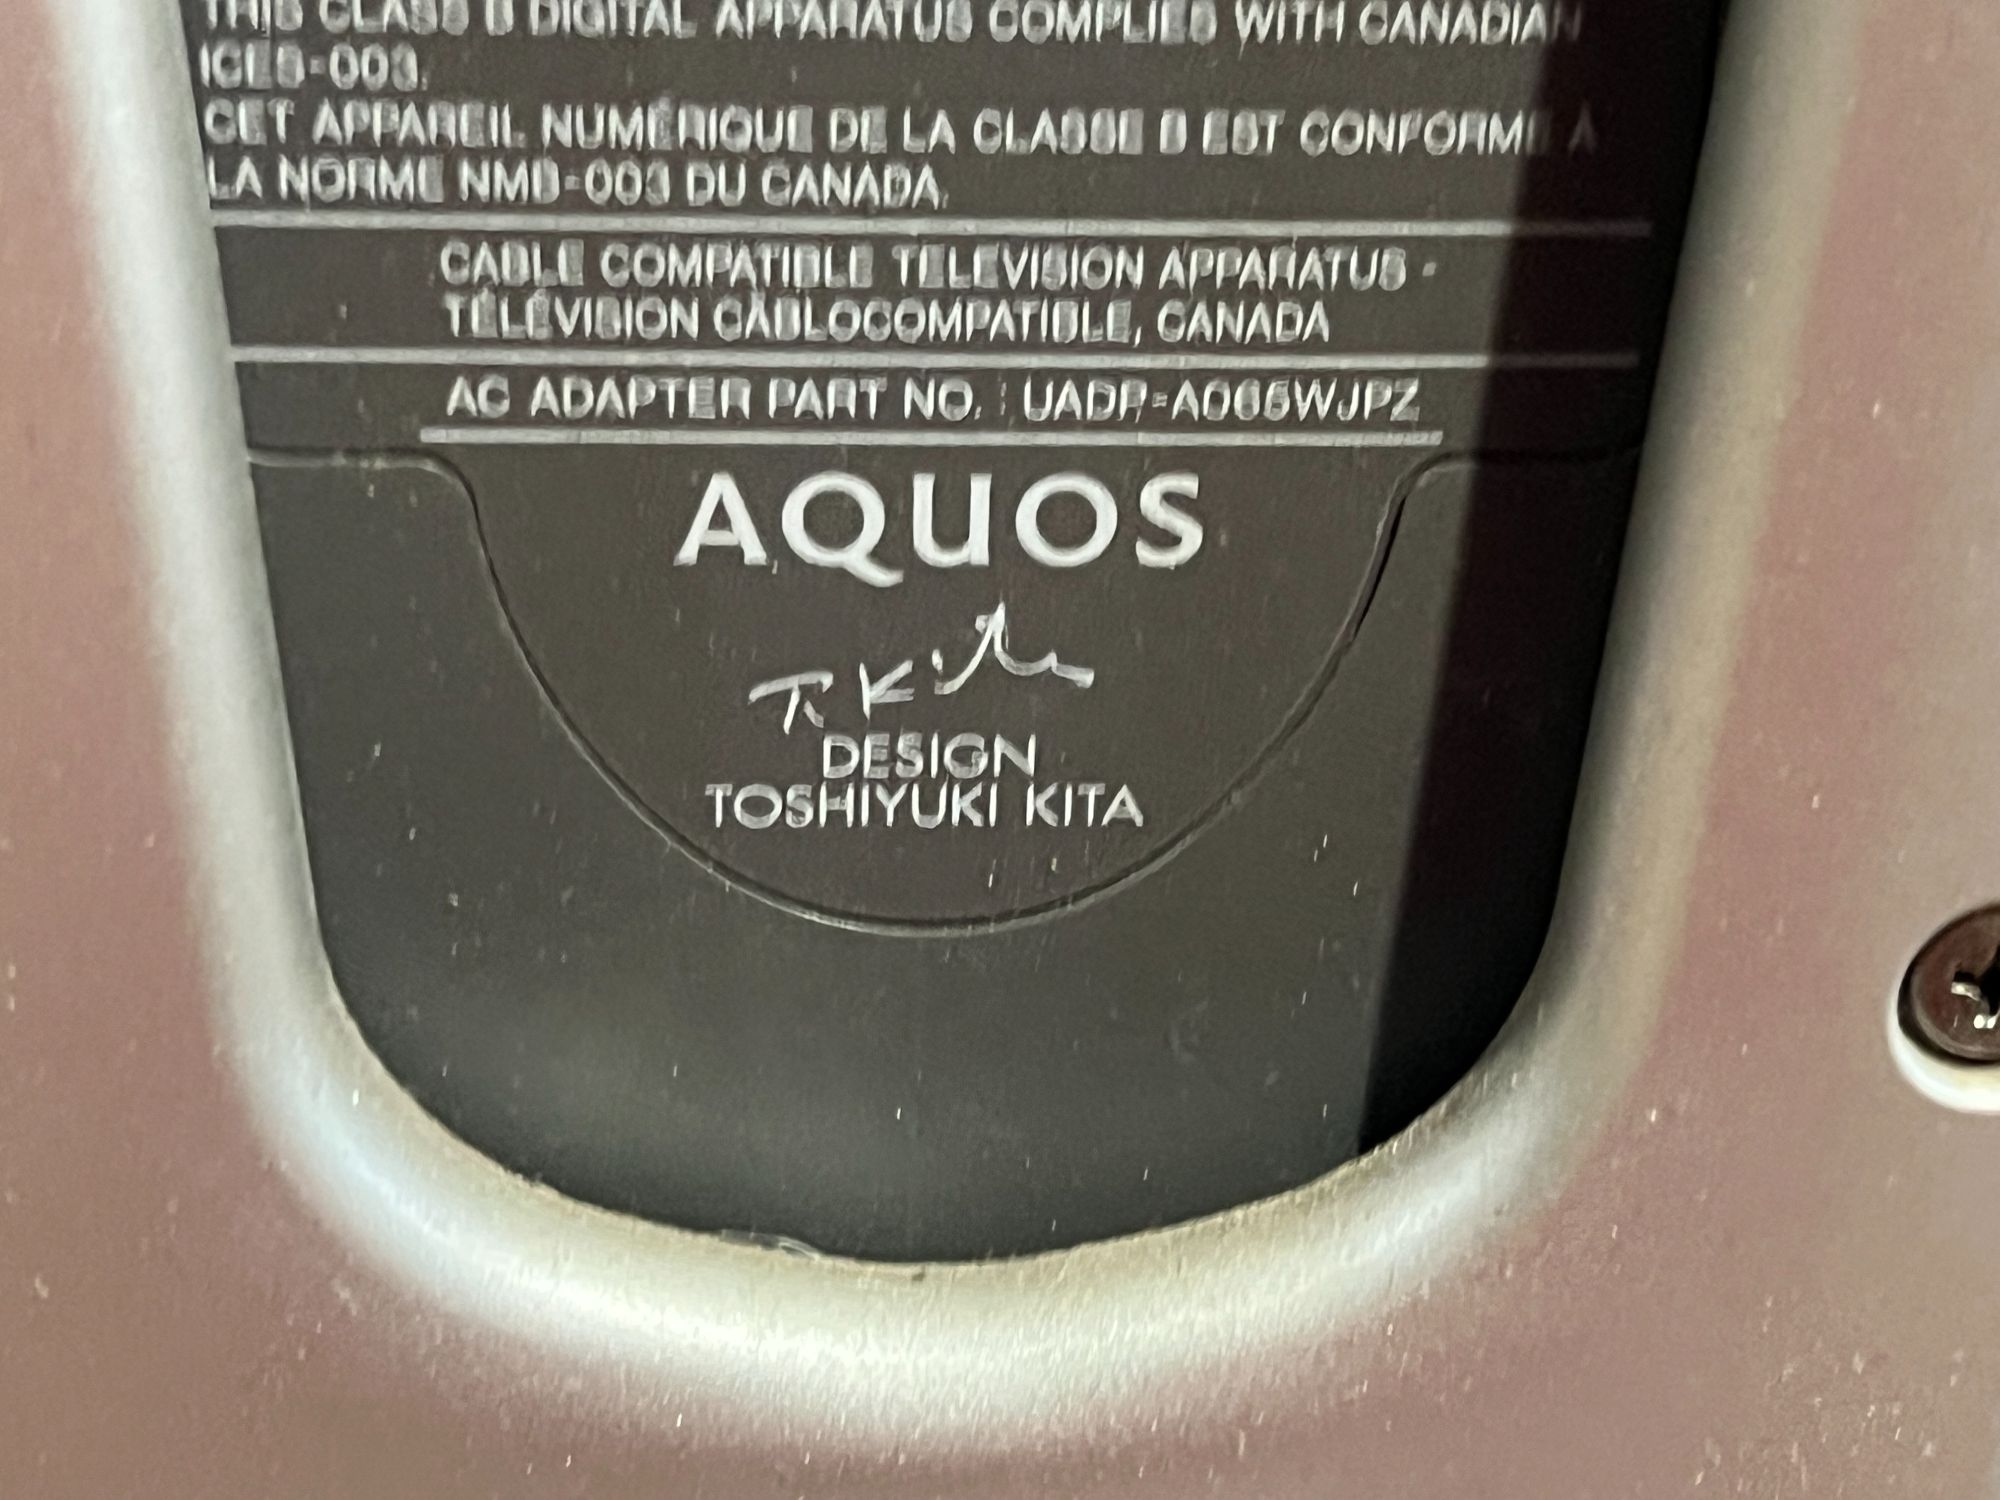 THIS CLASS B DIGITAL APPARATUS COMPLIES WITH CANADIAN
ICES-003.
CET APPAREIL NUMÉRIQUE DE LA CLASSE B EST CONFORME À
LA NORME NMB-003 DU CANADA.
CABLE COMPATIBLE TELEVISION APPARATUS -
TÉLÉVISION CÂBLOCOMPATIBLE, CANADA
AC ADAPTER PART NO. : UADP-A065WJPZ
AQUOS
T. Kita
DESIGN
TOSHIYUKI KITA